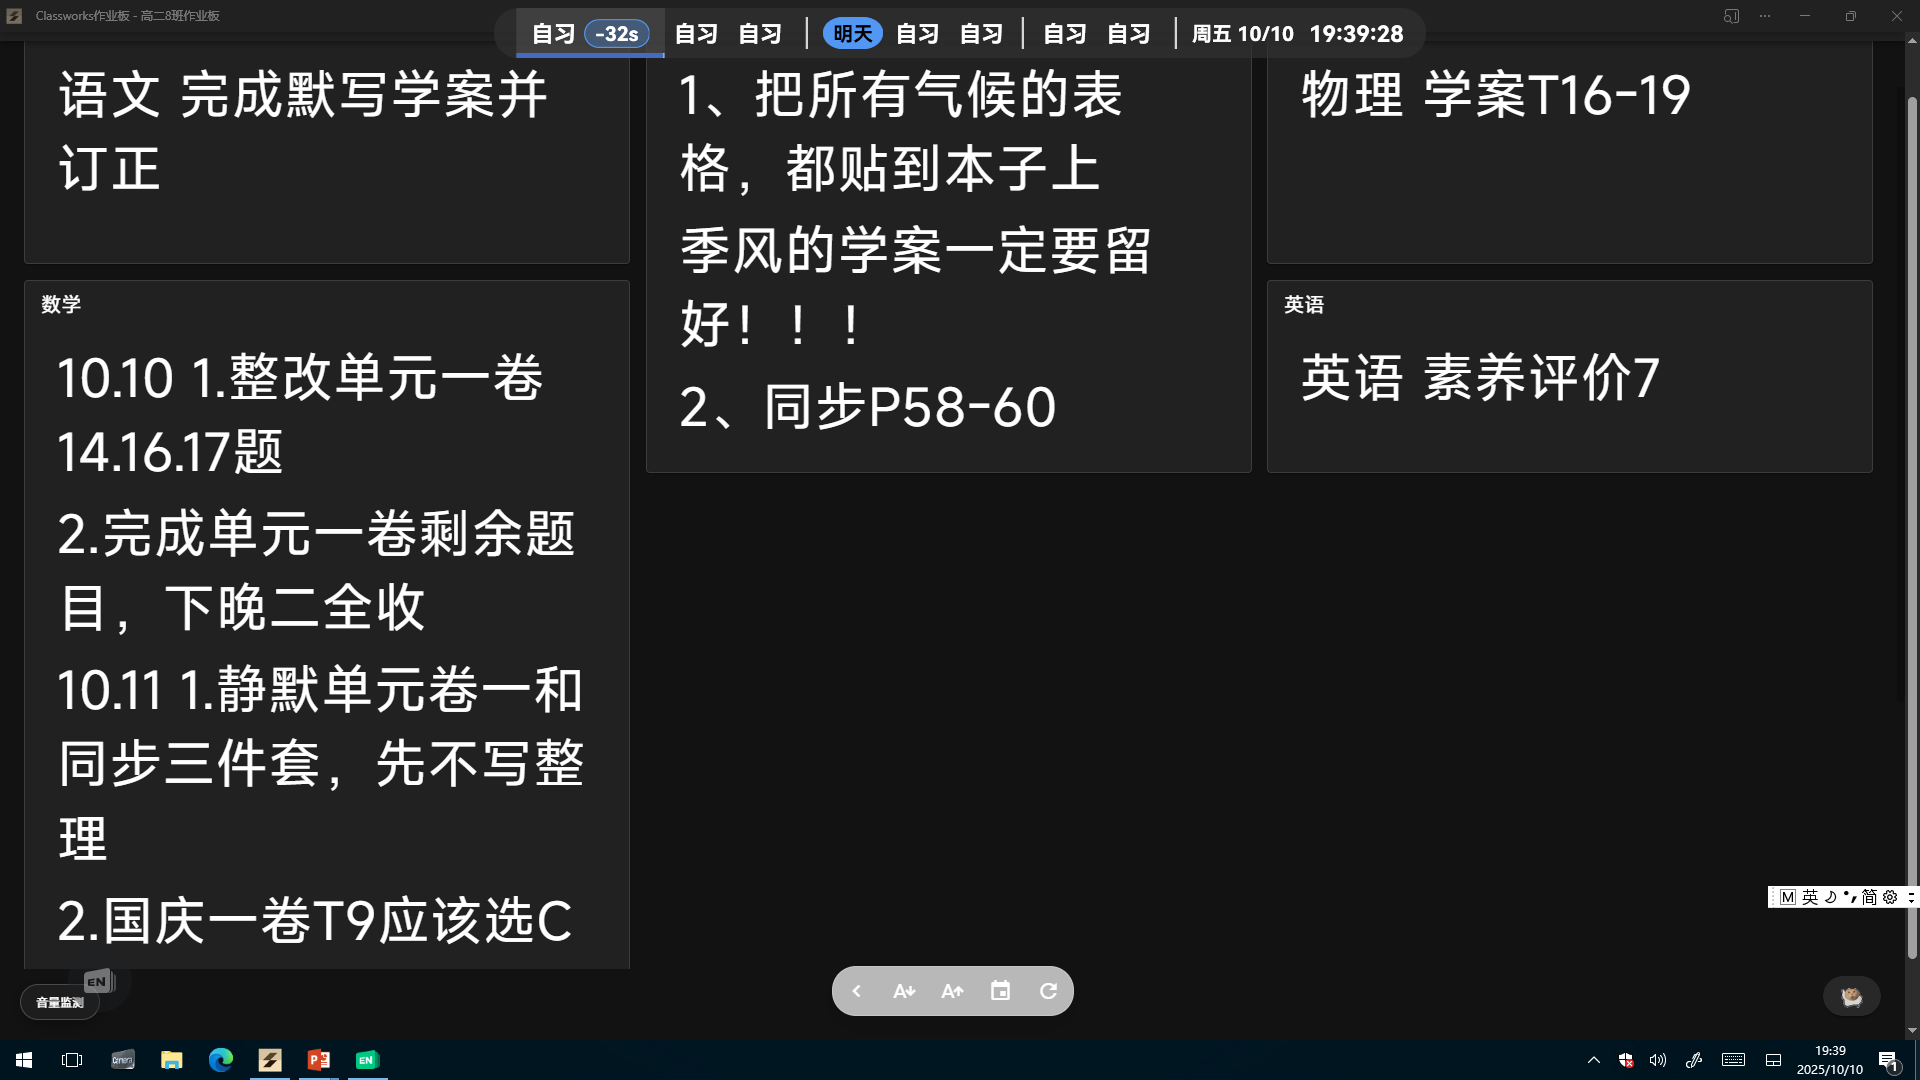 Classworks作业板 - 高二8班作业板
自习 -32s 自习 自习 明天 自习 自习 自习 自习 周五 10/10 19:39:28
语文 完成默写学案并
订正
1、把所有气候的表
格，都贴到本子上
季风的学案一定要留
好！！！
2、同步P58-60
物理 学案T16-19
数学
10.10 1.整改单元一卷
14.16.17题
2.完成单元一卷剩余题
目，下晚二全收
10.11 1.静默单元卷一和
同步三件套，先不写整
理
2.国庆一卷T9应该选C
英语
英语 素养评价7
M 英 简
EN
音量监测
A A
EN
19:39
2025/10/10
1